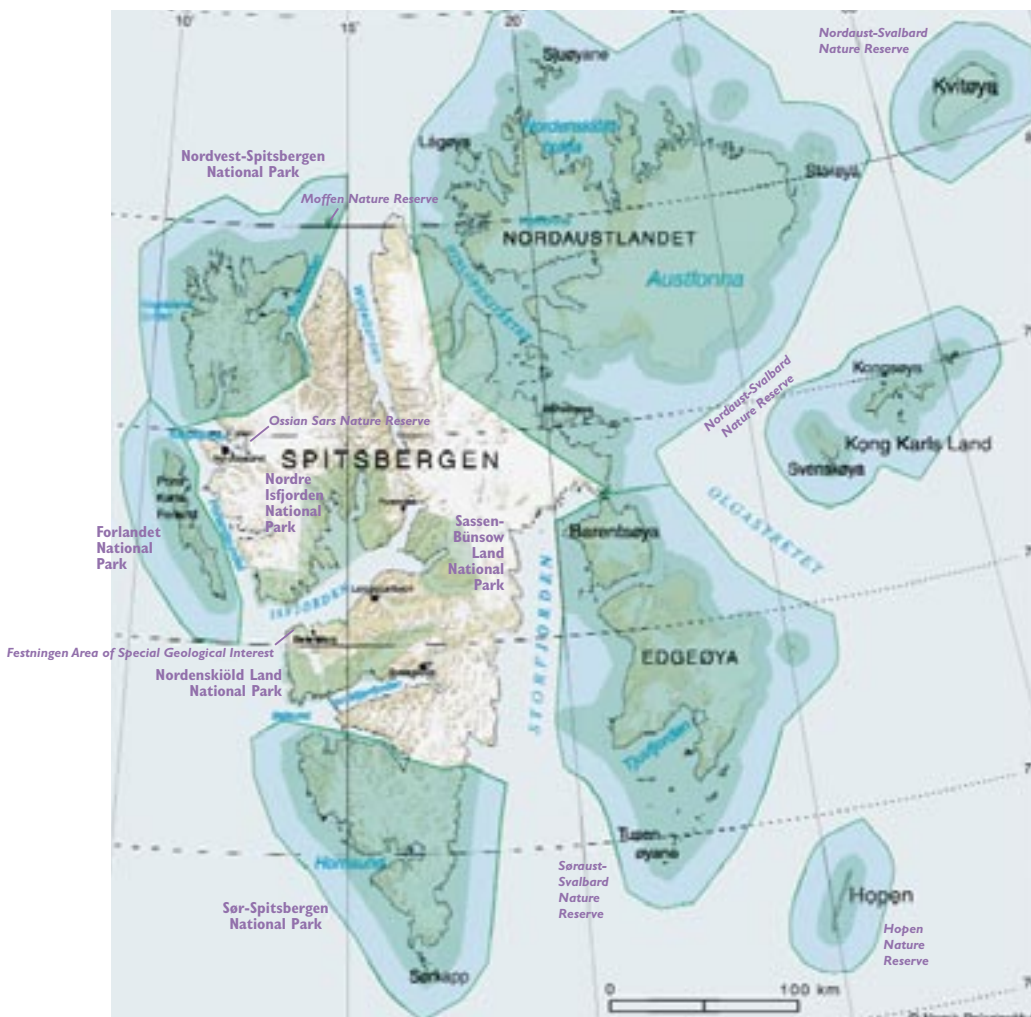 10°
15°
20°
Sjuøyane
Nordaust-Svalbard
Nature Reserve
Kvitøya
Lågøya
Storøya
Nordvest-Spitsbergen
National Park
Moffen Nature Reserve
NORDAUSTLANDET
Austfonna
Kongsøya
Nordaust-Svalbard
Nature Reserve
Kong Karls Land
Svenskøya
Ossian Sars Nature Reserve
SPITSBERGEN
Nordre
Isfjorden
National
Park
Prins
Karls
Forland
Forlandet
National
Park
Sassen-
Bünsow
Land
National
Park
OLGASTRETET
Barentsøya
ISFJORDEN
STORFJORDEN
Festningen Area of Special Geological Interest
Nordenskiöld Land
National Park
EDGEØYA
Tjuvfjorden
Tusen-
øyane
Hornsund
Søraust-
Svalbard
Nature
Reserve
Sør-Spitsbergen
National Park
Hopen
Hopen
Nature
Reserve
Sørkapp
0 100 km